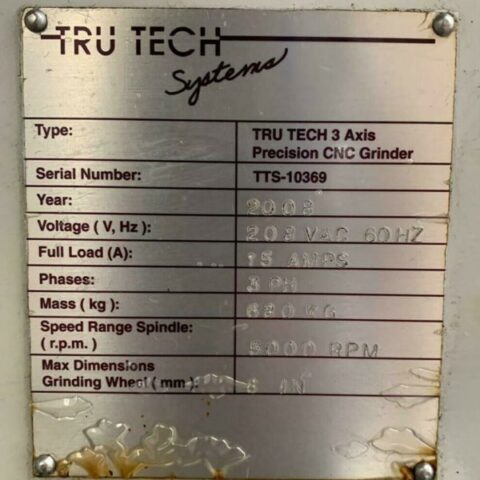 TRU TECH
Systems
Type: TRU TECH 3 Axis
Precision CNC Grinder
Serial Number: TTS-10369
Year: 2008
Voltage ( V, Hz ): 208 VAC 60 HZ
Full Load (A): 15 AMPS
Phases: 3 PH
Mass ( kg ): KG
Speed Range Spindle:
( r.p.m. ) 5000 RPM
Max Dimensions
Grinding Wheel ( mm ): IN